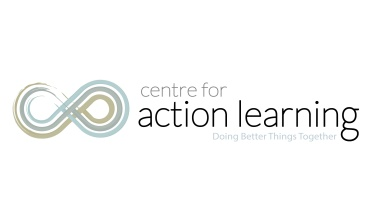 centre for
action learning
Doing Better Things Together